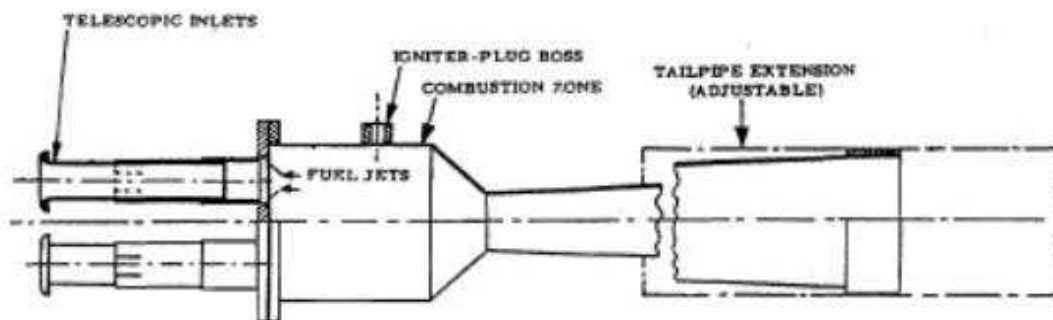 TELESCOPIC INLETS
IGNITER-PLUG BOSS
COMBUSTION ZONE
TAILPIPE EXTENSION
(ADJUSTABLE)
FUEL JETS